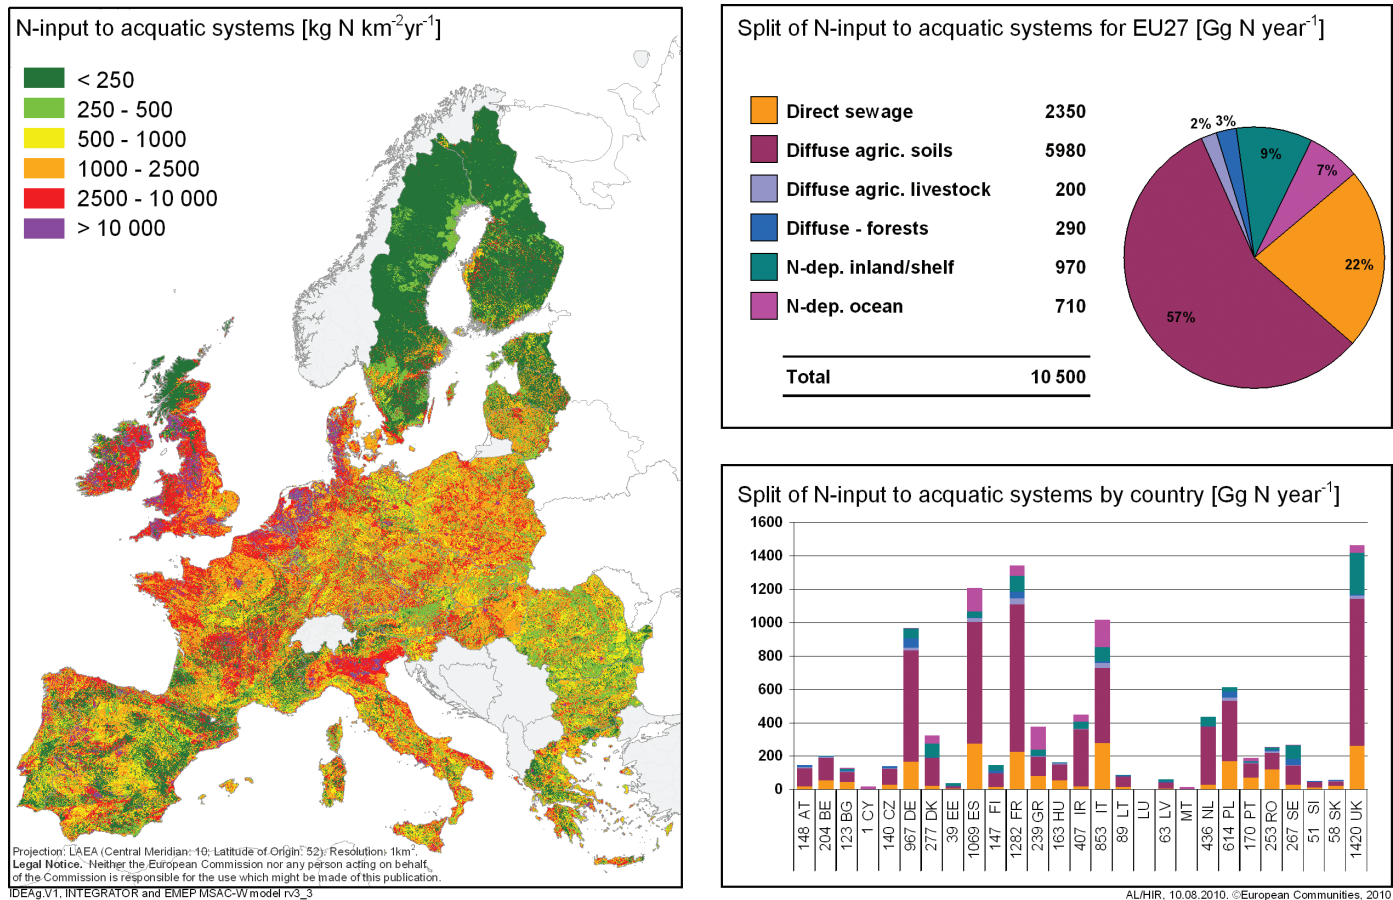 N-input to acquatic systems [kg N km⁻²yr⁻¹]
< 250
250 - 500
500 - 1000
1000 - 2500
2500 - 10 000
> 10 000
Projection: LAEA (Central Meridian: 10; Latitude of Origin: 52). Resolution: 1km².
Legal Notice. Neither the European Commission nor any person acting on behalf
of the Commission is responsible for the use which might be made of this publication.
IDEAg.V1, INTEGRATOR and EMEP MSAC-W model rv3_3
Split of N-input to acquatic systems for EU27 [Gg N year⁻¹]
Direct sewage 2350
Diffuse agric. soils 5980
Diffuse agric. livestock 200
Diffuse - forests 290
N-dep. inland/shelf 970
N-dep. ocean 710
Total 10 500
2% 3%
9%
7%
22%
57%
Split of N-input to acquatic systems by country [Gg N year⁻¹]
1600
1400
1200
1000
800
600
400
200
0
148 AT
204 BE
123 BG
1 CY
140 CZ
967 DE
277 DK
39 EE
1069 ES
147 FI
1282 FR
239 GR
163 HU
407 IR
853 IT
89 LT
LU
63 LV
MT
436 NL
614 PL
170 PT
253 RO
267 SE
51 SI
58 SK
1420 UK
AL/HIR, 10.08.2010. ©European Communities, 2010